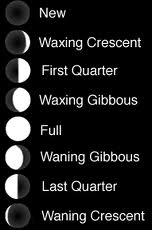 New
Waxing Crescent
First Quarter
Waxing Gibbous
Full
Waning Gibbous
Last Quarter
Waning Crescent